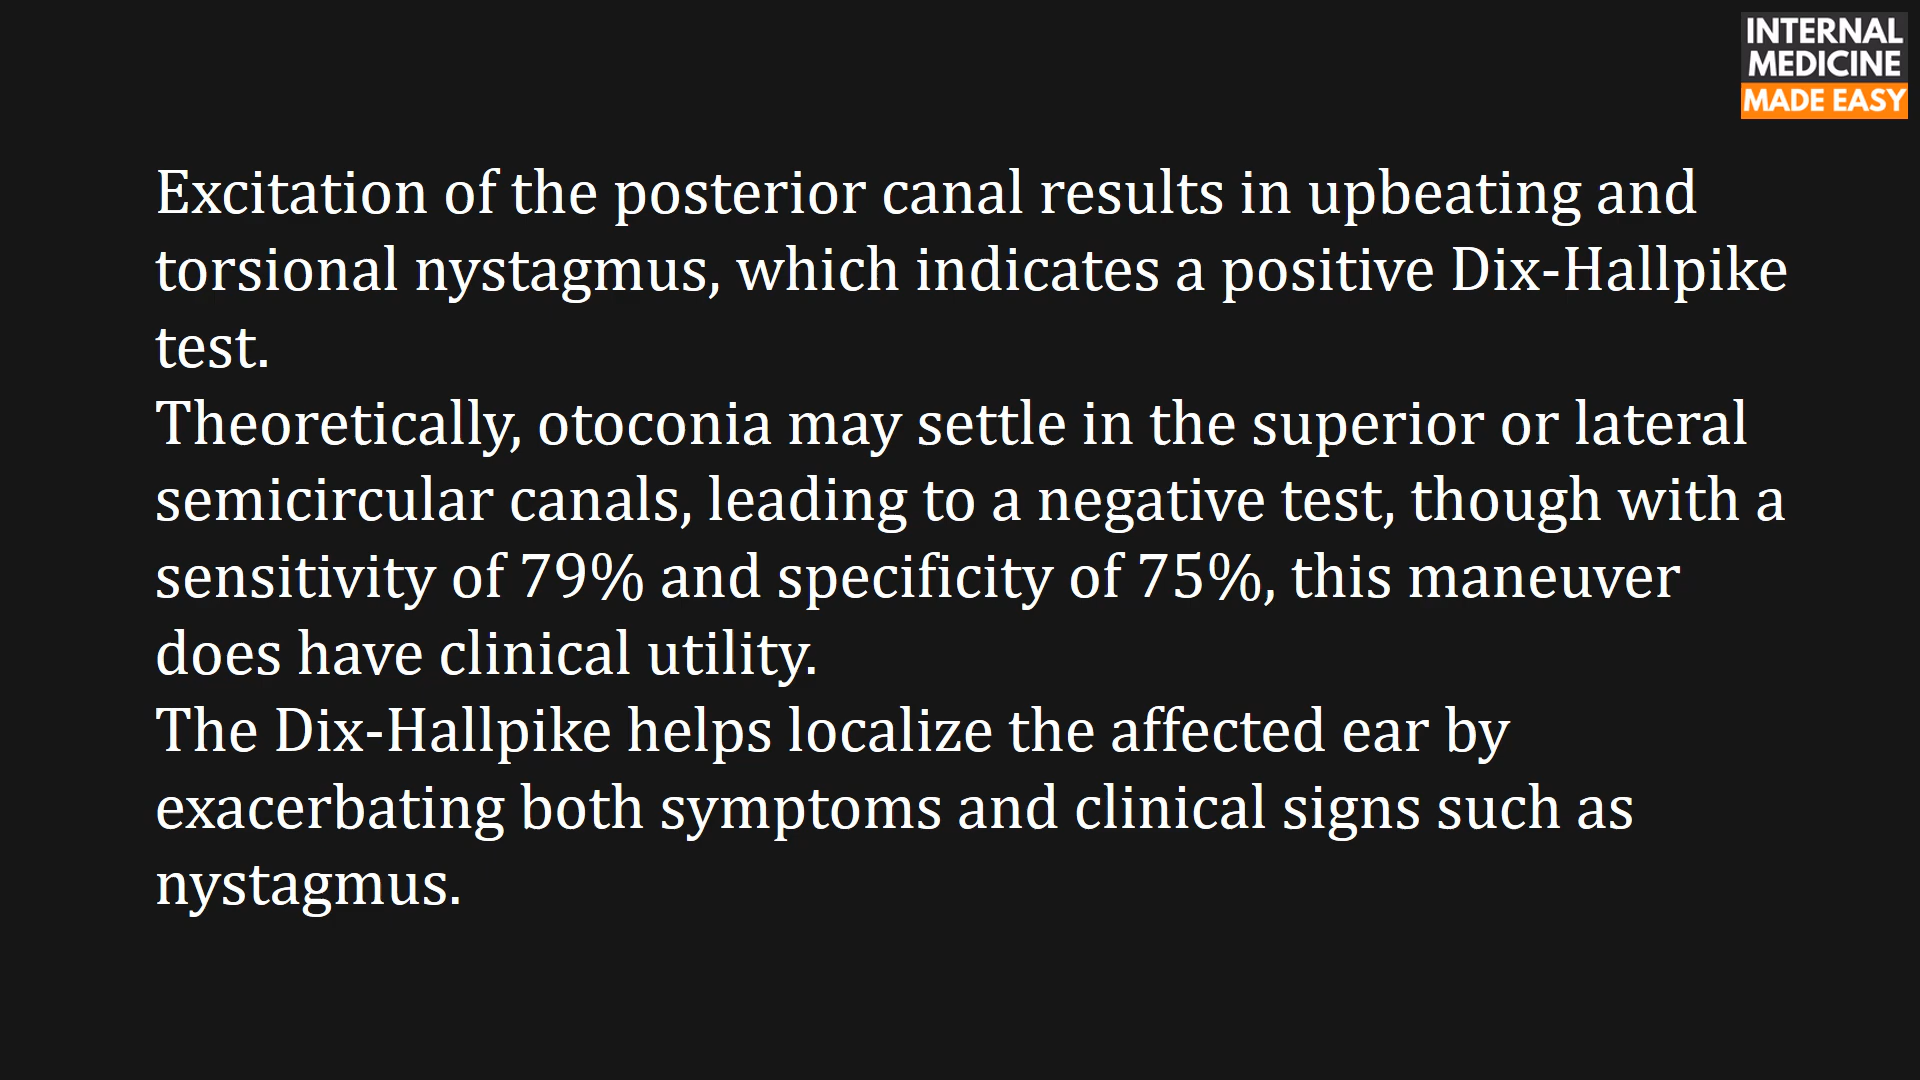 INTERNAL
MEDICINE
MADE EASY
Excitation of the posterior canal results in upbeating and
torsional nystagmus, which indicates a positive Dix-Hallpike
test.
Theoretically, otoconia may settle in the superior or lateral
semicircular canals, leading to a negative test, though with a
sensitivity of 79% and specificity of 75%, this maneuver
does have clinical utility.
The Dix-Hallpike helps localize the affected ear by
exacerbating both symptoms and clinical signs such as
nystagmus.